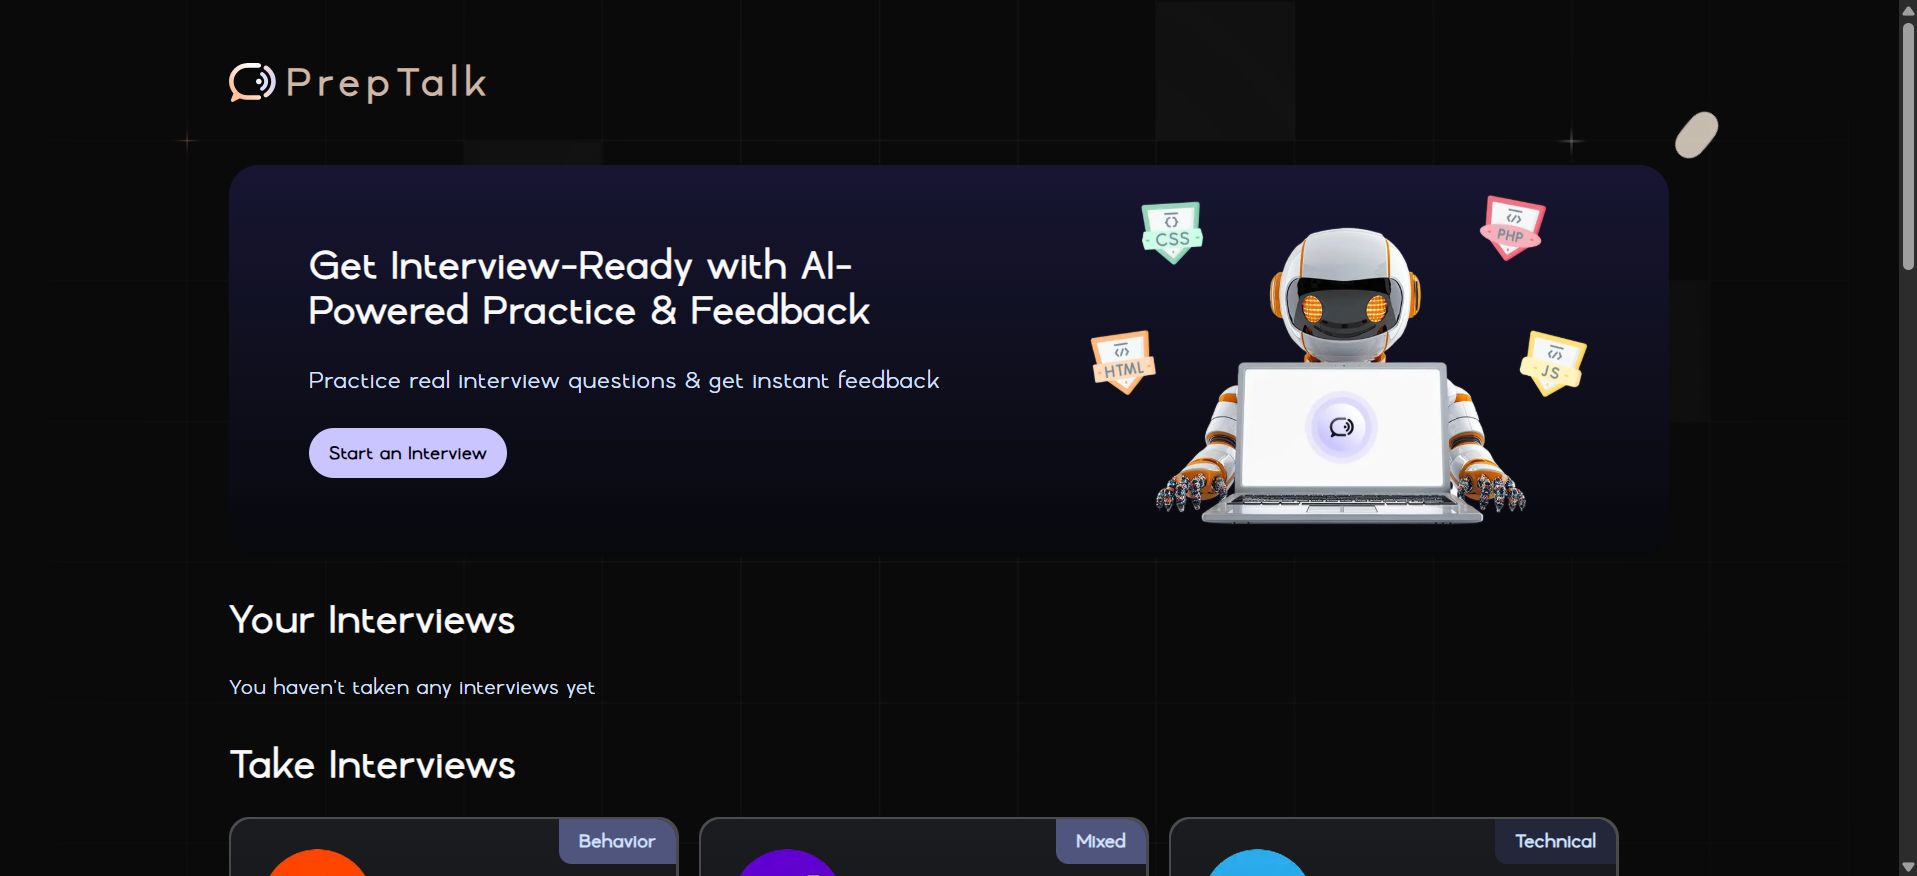 PrepTalk
Get Interview-Ready with AI-
Powered Practice & Feedback
Practice real interview questions & get instant feedback
Start an Interview
CSS
PHP
HTML
JS
Your Interviews
You haven't taken any interviews yet
Take Interviews
Behavior
Mixed
Technical